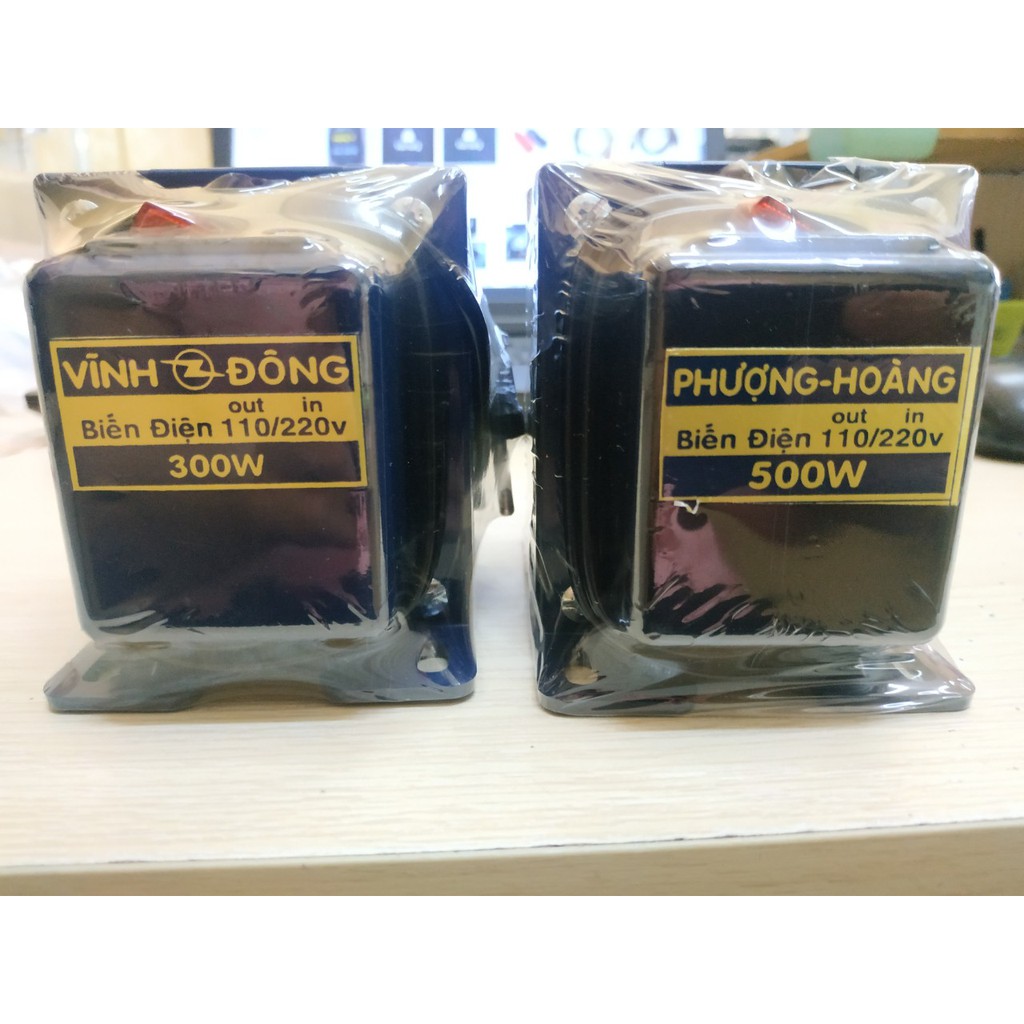 VĨNH ĐÔNG
out in
Biến Điện 110/220v
300W
PHƯỢNG-HOÀNG
out in
Biến Điện 110/220v
500W